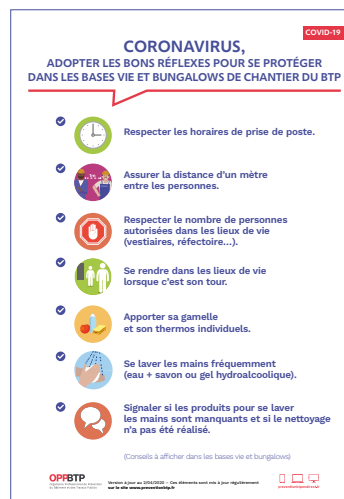 COVID-19
CORONAVIRUS,
ADOPTER LES BONS RÉFLEXES POUR SE PROTÉGER
DANS LES BASES VIE ET BUNGALOWS DE CHANTIER DU BTP
Respecter les horaires de prise de poste.
Assurer la distance d'un mètre
entre les personnes.
Respecter le nombre de personnes
autorisées dans les lieux de vie
(vestiaires, réfectoire...).
Se rendre dans les lieux de vie
lorsque c'est son tour.
Apporter sa gamelle
et son thermos individuels.
Se laver les mains fréquemment
(eau + savon ou gel hydroalcoolique).
Signaler si les produits pour se laver
les mains sont manquants et si le nettoyage
n'a pas été réalisé.
(Conseils à afficher dans les bases vie et bungalows)
OPPBTP
Version à jour au 2/04/2020 – Ces éléments sont mis à jour régulièrement
sur le site www.preventionbtp.fr